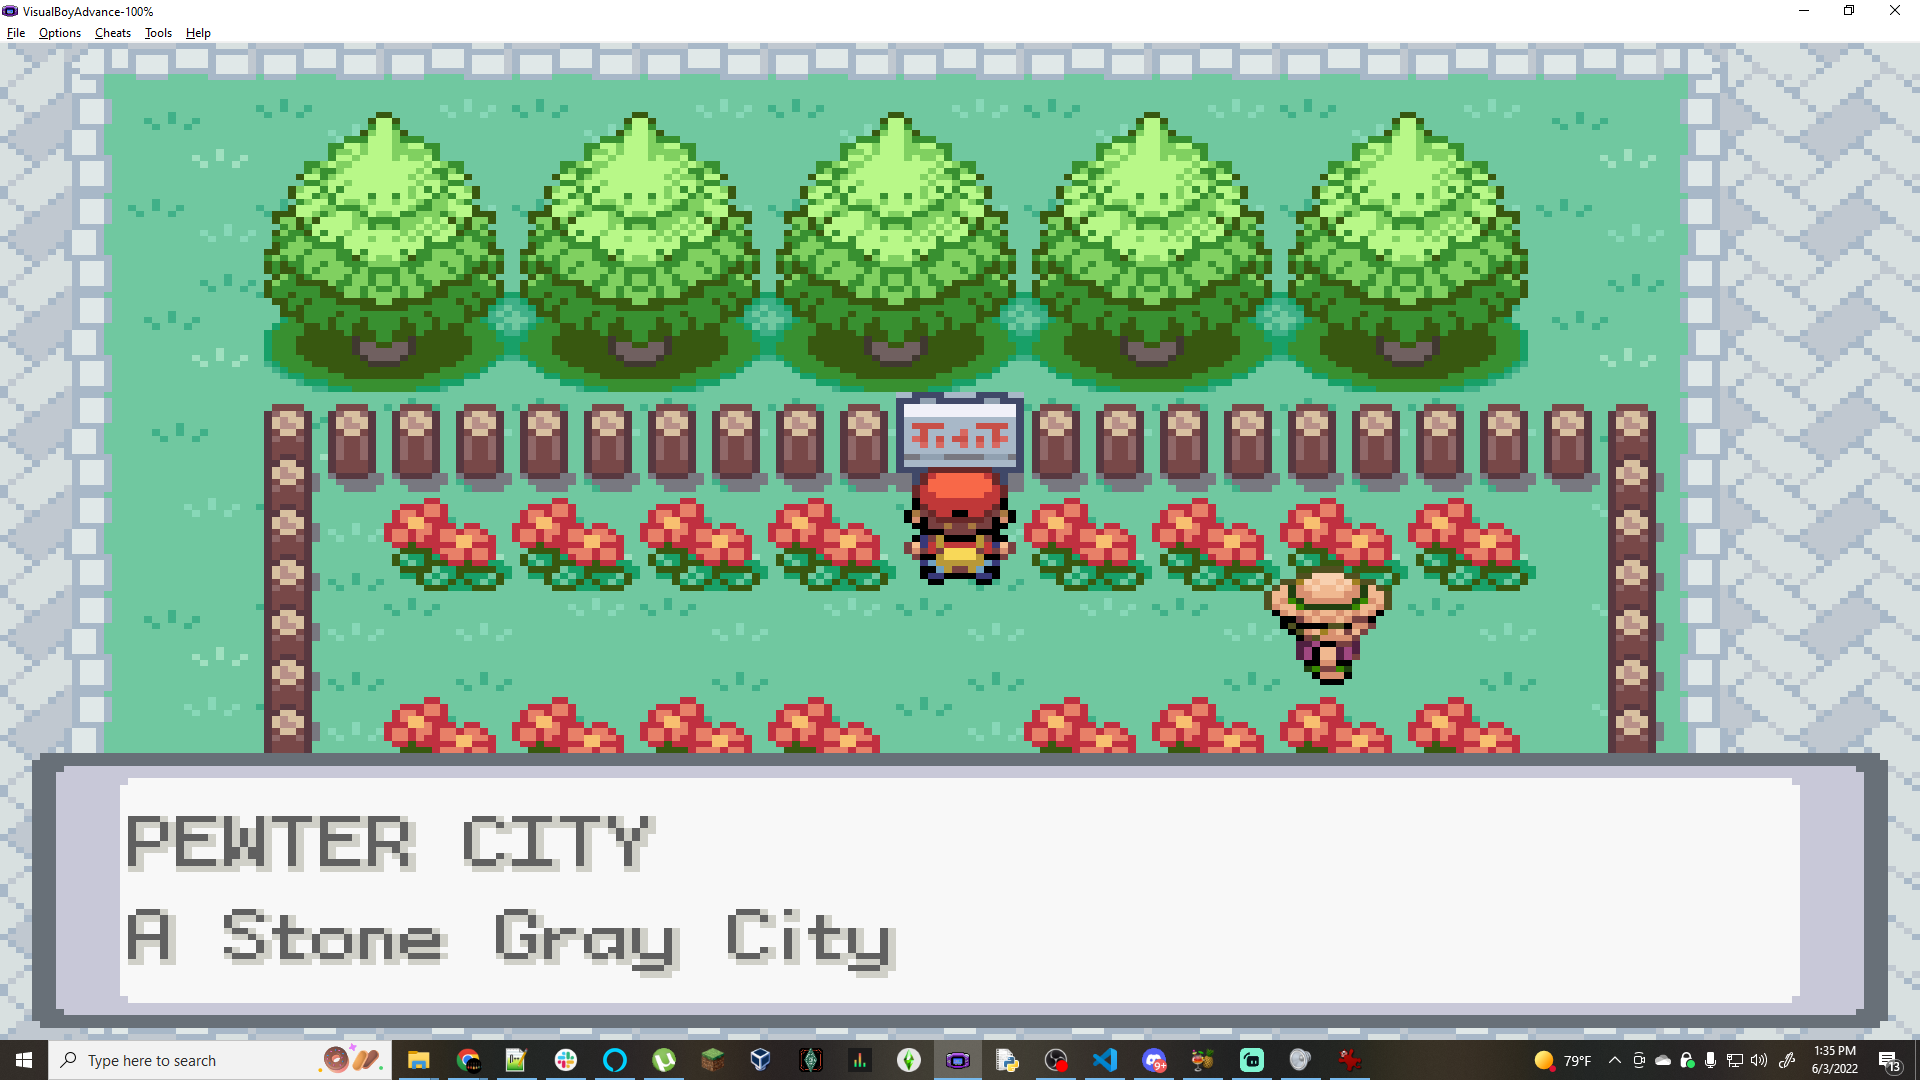 VisualBoyAdvance-100%
File Options Cheats Tools Help
PEWTER CITY
A Stone Gray City
Type here to search
9+
79°F
1:35 PM
6/3/2022
13